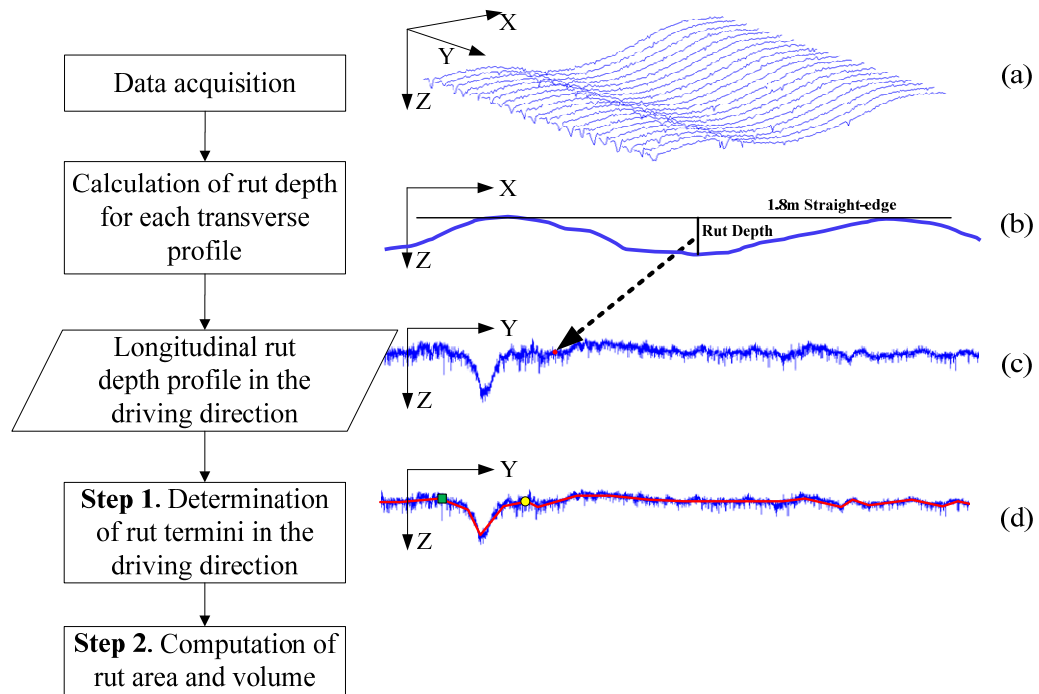 Data acquisition
Calculation of rut depth
for each transverse
profile
Longitudinal rut
depth profile in the
driving direction
Step 1. Determination
of rut termini in the
driving direction
Step 2. Computation of
rut area and volume
X
Y
Z
(a)
X
1.8m Straight-edge
Rut Depth
Z
(b)
Y
Z
(c)
Y
Z
(d)